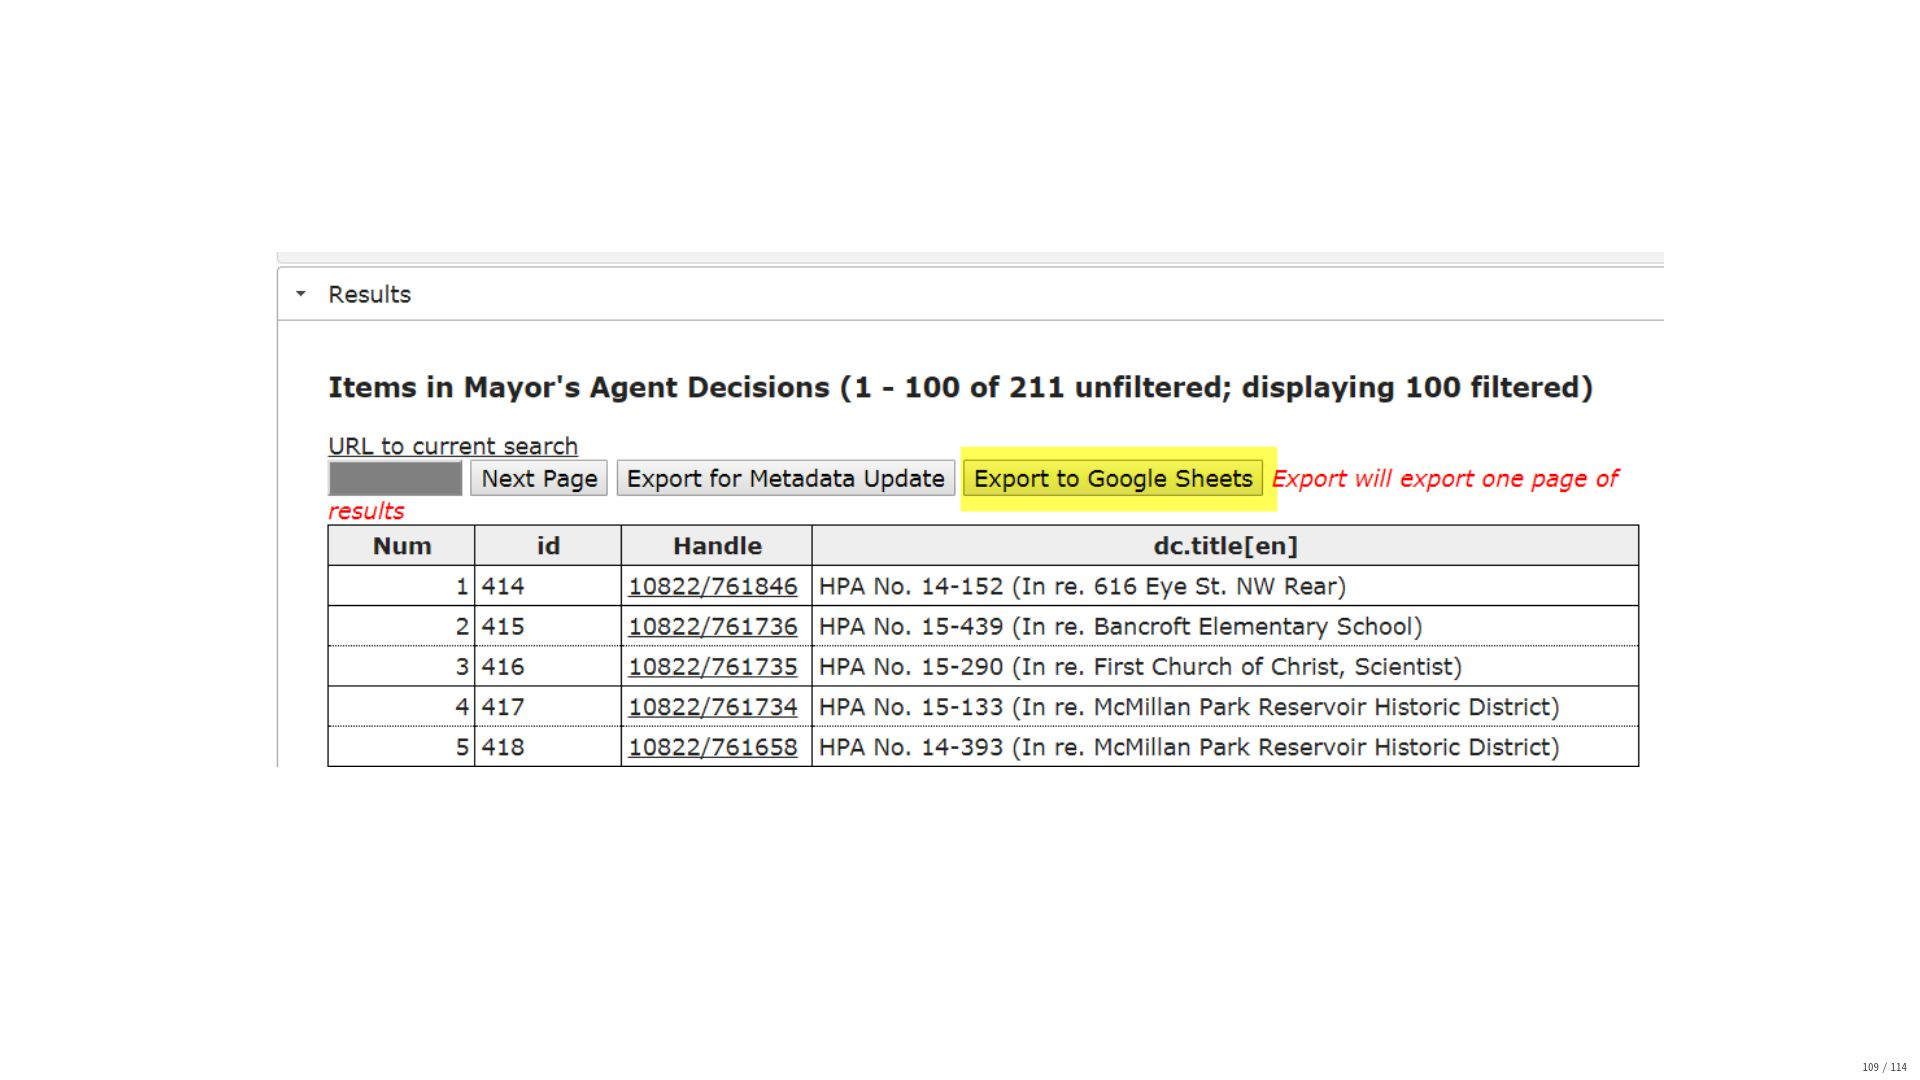 Results
Items in Mayor's Agent Decisions (1 - 100 of 211 unfiltered; displaying 100 filtered)
URL to current search
Next Page Export for Metadata Update Export to Google Sheets Export will export one page of
results
Num id Handle dc.title[en]
1 414 10822/761846 HPA No. 14-152 (In re. 616 Eye St. NW Rear)
2 415 10822/761736 HPA No. 15-439 (In re. Bancroft Elementary School)
3 416 10822/761735 HPA No. 15-290 (In re. First Church of Christ, Scientist)
4 417 10822/761734 HPA No. 15-133 (In re. McMillan Park Reservoir Historic District)
5 418 10822/761658 HPA No. 14-393 (In re. McMillan Park Reservoir Historic District)
109 / 114